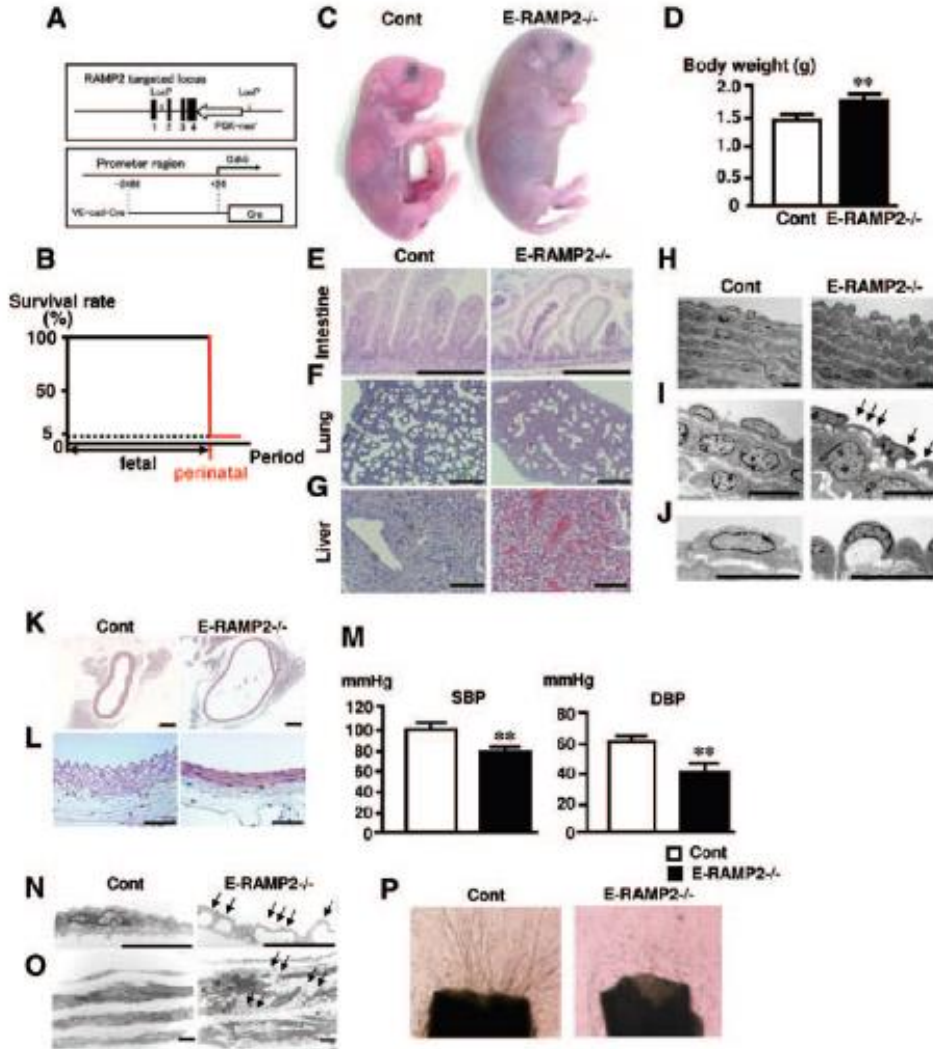 A
RAMP2 targeted locus
LoxP LoxP
1 2 3 4
PGK-neo
Prometer region
VE-cad-Cre
Cre
B
Survival rate
(%)
100
50
5
0
fetal
Period
perinatal
C
Cont E-RAMP2-/-
D
Body weight (g)
**
2.0
1.5
1.0
0
Cont E-RAMP2-/-
Cont E-RAMP2-/-
E
Intestine
F
Lung
G
Liver
H
Cont E-RAMP2-/-
I
J
K
Cont E-RAMP2-/-
L
M
mmHg
SBP
120
100
80
60
40
20
0
**
mmHg
DBP
80
60
40
20
0
**
Cont
E-RAMP2-/-
N
Cont E-RAMP2-/-
O
P
Cont E-RAMP2-/-